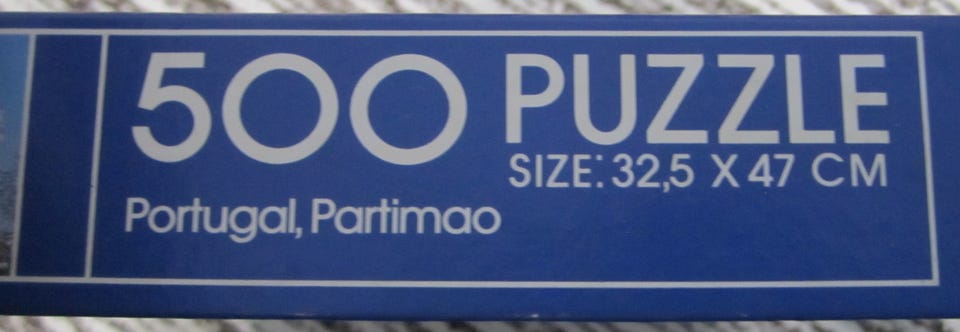 500 PUZZLE
SIZE: 32,5 X 47 CM
Portugal, Partimao